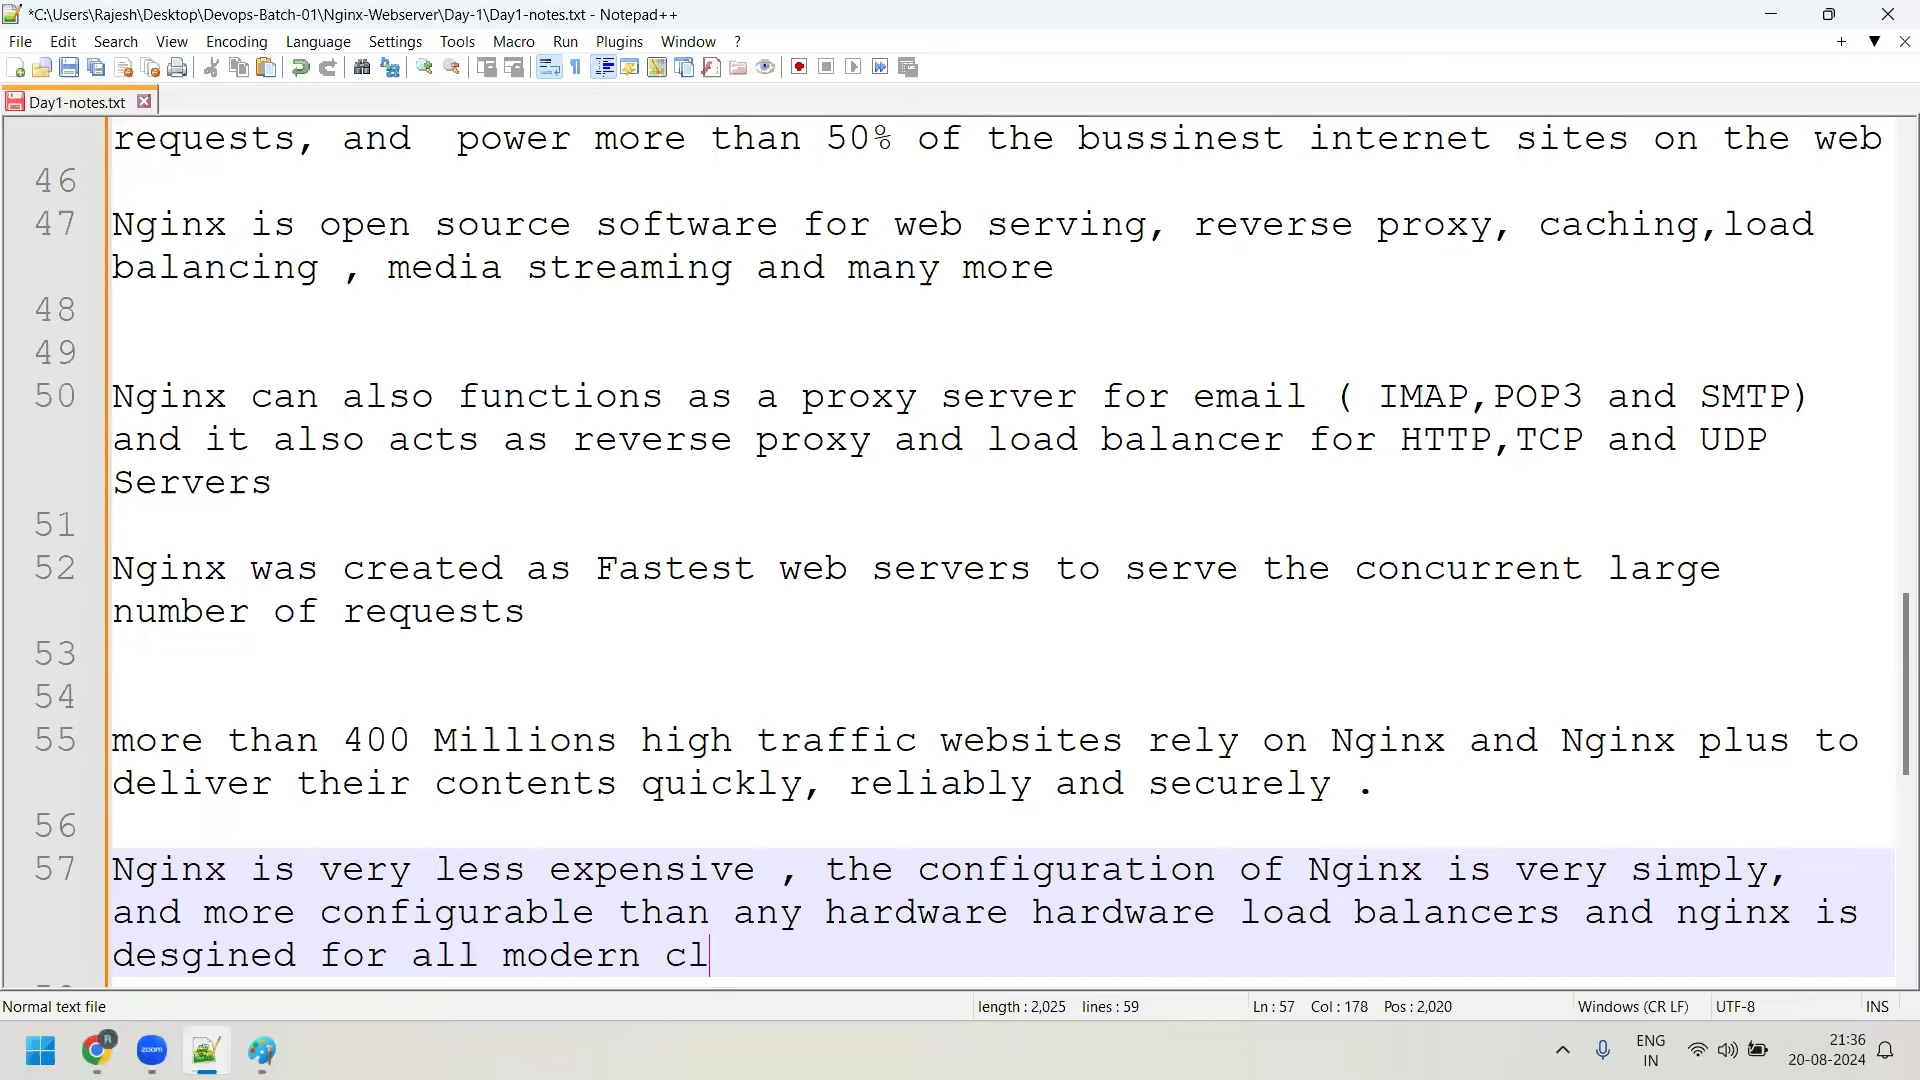 *C:\Users\Rajesh\Desktop\Devops-Batch-01\Nginx-Webserver\Day-1\Day1-notes.txt - Notepad++
File Edit Search View Encoding Language Settings Tools Macro Run Plugins Window ?
Day1-notes.txt
requests, and  power more than 50% of the bussinest internet sites on the web
46
47 Nginx is open source software for web serving, reverse proxy, caching,load
balancing , media streaming and many more
48
49
50 Nginx can also functions as a proxy server for email ( IMAP,POP3 and SMTP)
and it also acts as reverse proxy and load balancer for HTTP,TCP and UDP
Servers
51
52 Nginx was created as Fastest web servers to serve the concurrent large
number of requests
53
54
55 more than 400 Millions high traffic websites rely on Nginx and Nginx plus to
deliver their contents quickly, reliably and securely .
56
57 Nginx is very less expensive , the configuration of Nginx is very simply,
and more configurable than any hardware hardware load balancers and nginx is
desgined for all modern cl
Normal text file length : 2,025 lines : 59 Ln : 57 Col : 178 Pos : 2,020 Windows (CR LF) UTF-8 INS
R
zoom
ENG
IN
21:36
20-08-2024